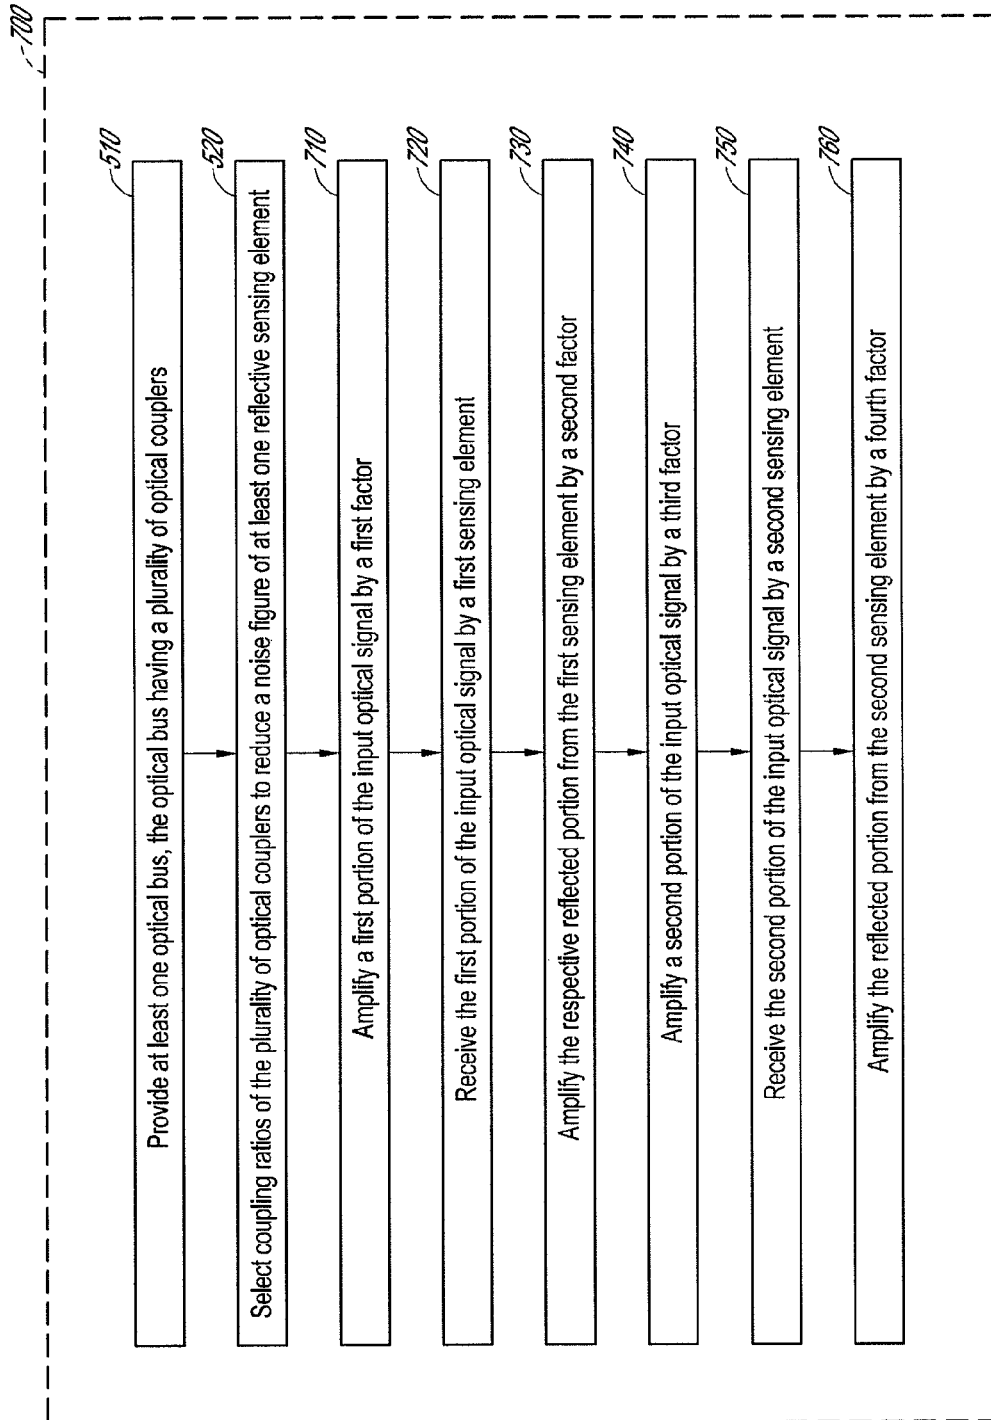 700
510
Provide at least one optical bus, the optical bus having a plurality of optical couplers
520
Select coupling ratios of the plurality of optical couplers to reduce a noise figure of at least one reflective sensing element
710
Amplify a first portion of the input optical signal by a first factor
720
Receive the first portion of the input optical signal by a first sensing element
730
Amplify the respective reflected portion from the first sensing element by a second factor
740
Amplify a second portion of the input optical signal by a third factor
750
Receive the second portion of the input optical signal by a second sensing element
760
Amplify the reflected portion from the second sensing element by a fourth factor